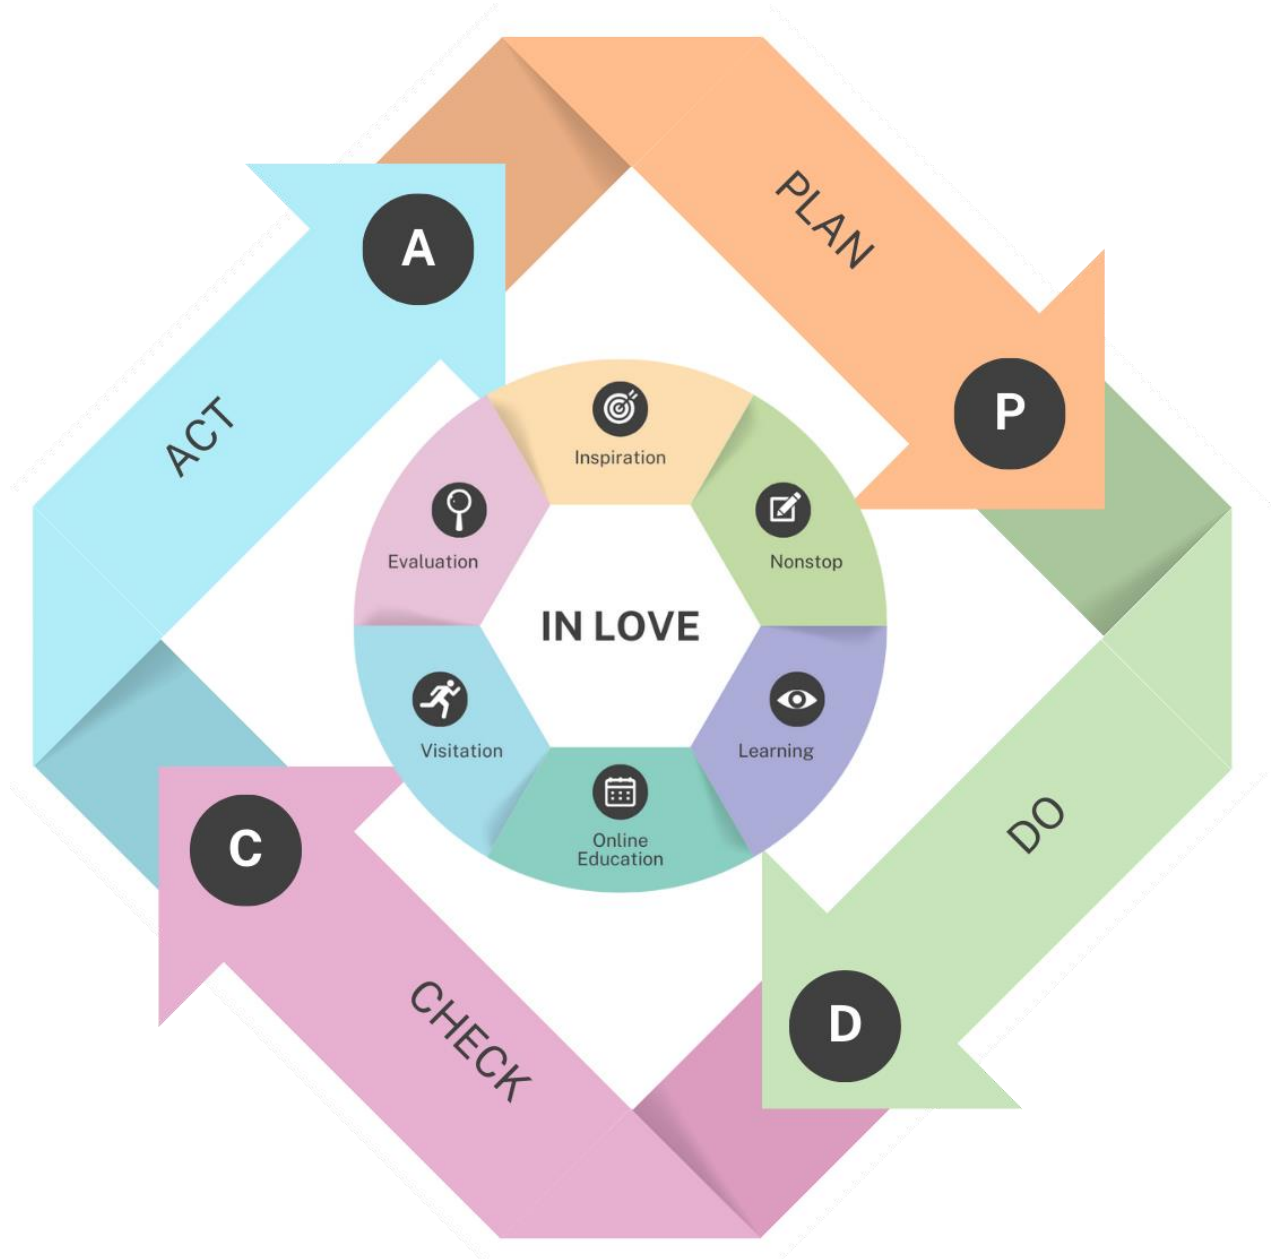 PLAN
P
A
ACT
Inspiration
Nonstop
Evaluation
IN LOVE
Learning
Visitation
Online
Education
DO
D
C
CHECK